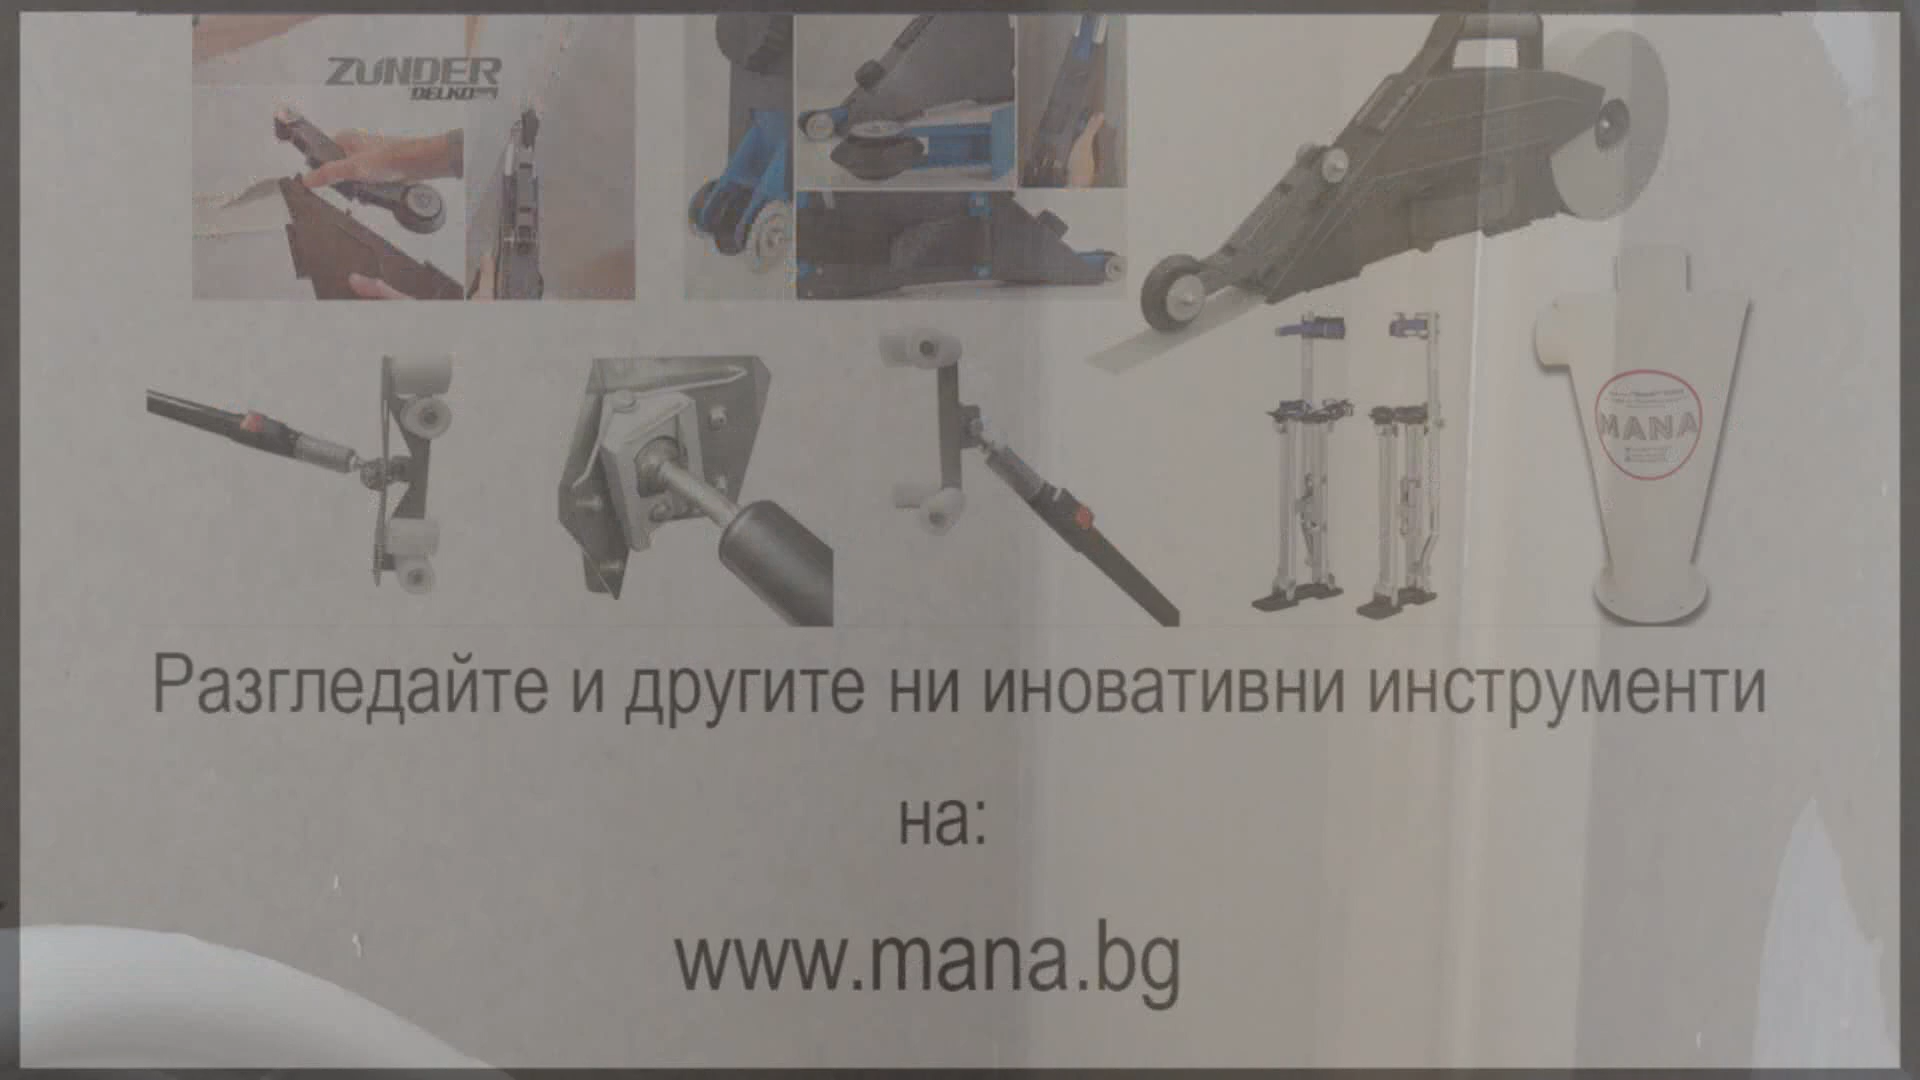 ZUNDER
DELKO
MANA
Разгледайте и другите ни иновативни инструменти
на:
www.mana.bg